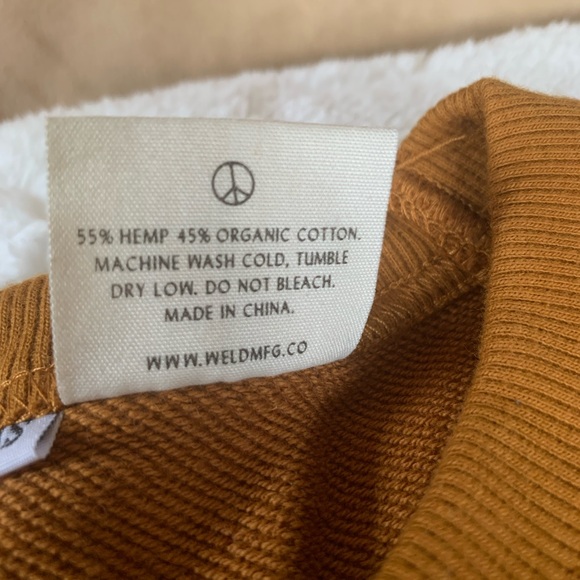 55% HEMP 45% ORGANIC COTTON.
MACHINE WASH COLD, TUMBLE
DRY LOW. DO NOT BLEACH.
MADE IN CHINA.
WWW.WELDMFG.CO